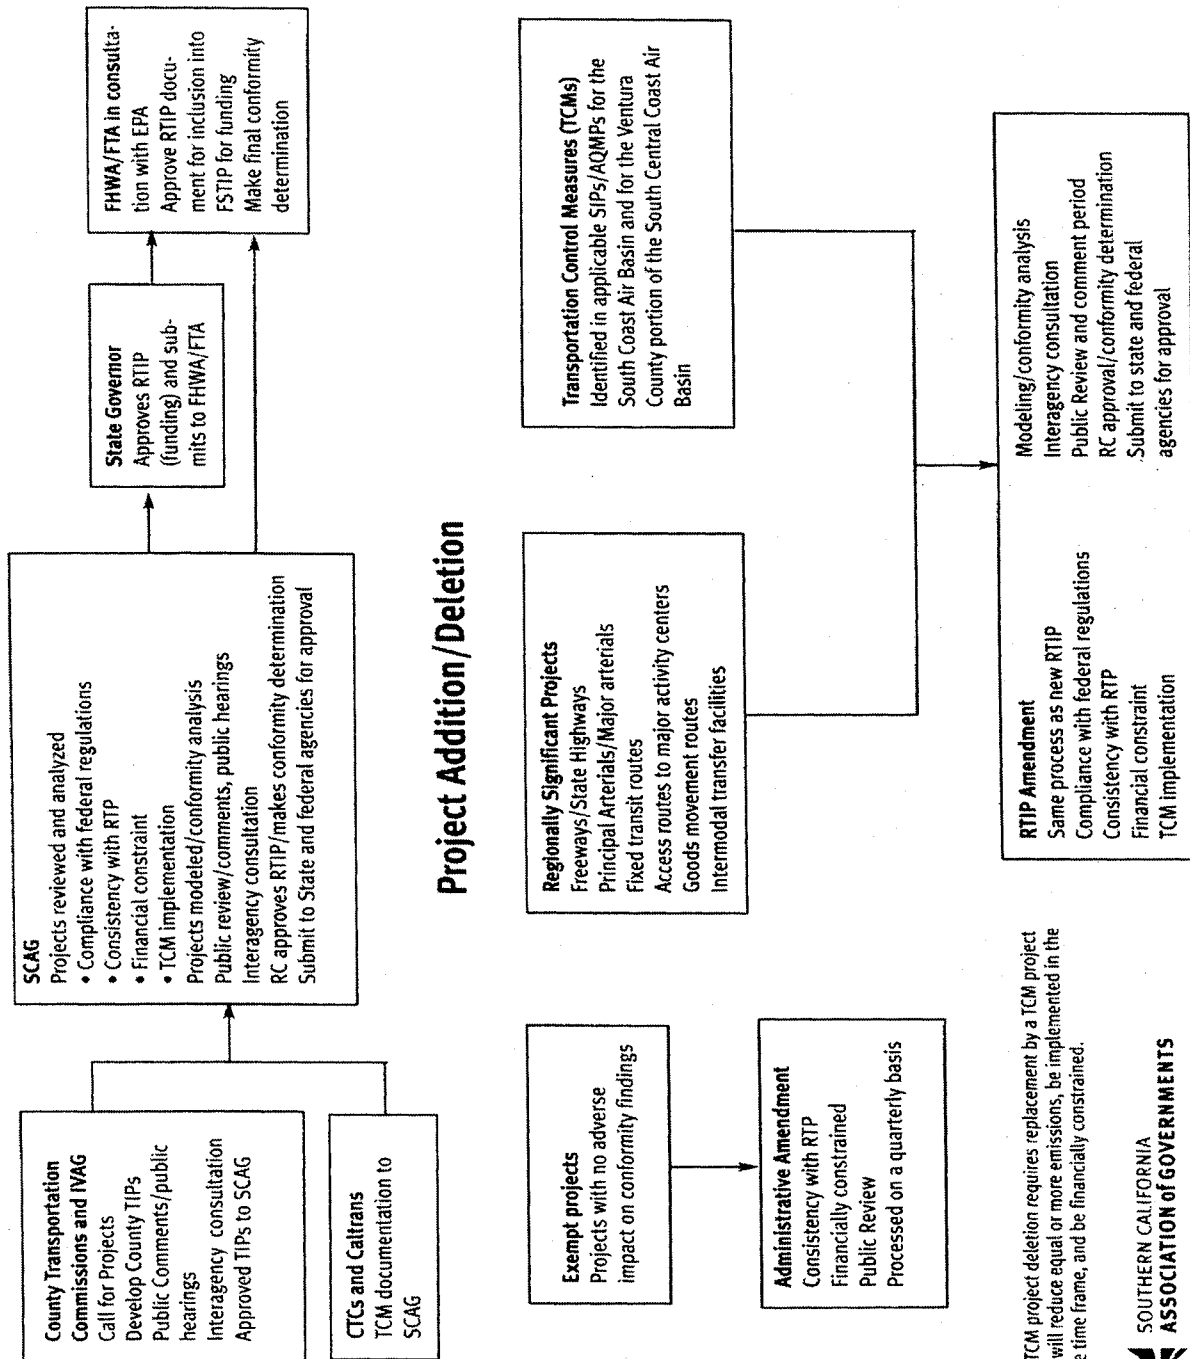 County Transportation
Commissions and IVAG
Call for Projects
Develop County TIPs
Public Comments/public
hearings
Interagency consultation
Approved TIPs to SCAG
CTCs and Caltrans
TCM documentation to
SCAG
SCAG
Projects reviewed and analyzed
• Compliance with federal regulations
• Consistency with RTP
• Financial constraint
• TCM implementation
Projects modeled/conformity analysis
Public review/comments, public hearings
Interagency consultation
RC approves RTIP/makes conformity determination
Submit to State and federal agencies for approval
State Governor
Approves RTIP
(funding) and sub-
mits to FHWA/FTA
FHWA/FTA in consulta-
tion with EPA
Approve RTIP docu-
ment for inclusion into
FSTIP for funding
Make final conformity
determination
Project Addition/Deletion
Exempt projects
Projects with no adverse
impact on conformity findings
Administrative Amendment
Consistency with RTP
Financially constrained
Public Review
Processed on a quarterly basis
Regionally Significant Projects
Freeways/State Highways
Principal Arterials/Major arterials
Fixed transit routes
Access routes to major activity centers
Goods movement routes
Intermodal transfer facilities
Transportation Control Measures (TCMs)
Identified in applicable SIPs/AQMPs for the
South Coast Air Basin and for the Ventura
County portion of the South Central Coast Air
Basin
RTIP Amendment
Same process as new RTIP
Compliance with federal regulations
Consistency with RTP
Financial constraint
TCM implementation
Modeling/conformity analysis
Interagency consultation
Public Review and comment period
RC approval/conformity determination
Submit to state and federal
agencies for approval
TCM project deletion requires replacement by a TCM project
will reduce equal or more emissions, be implemented in the
time frame, and be financially constrained.
SOUTHERN CALIFORNIA
ASSOCIATION of GOVERNMENTS